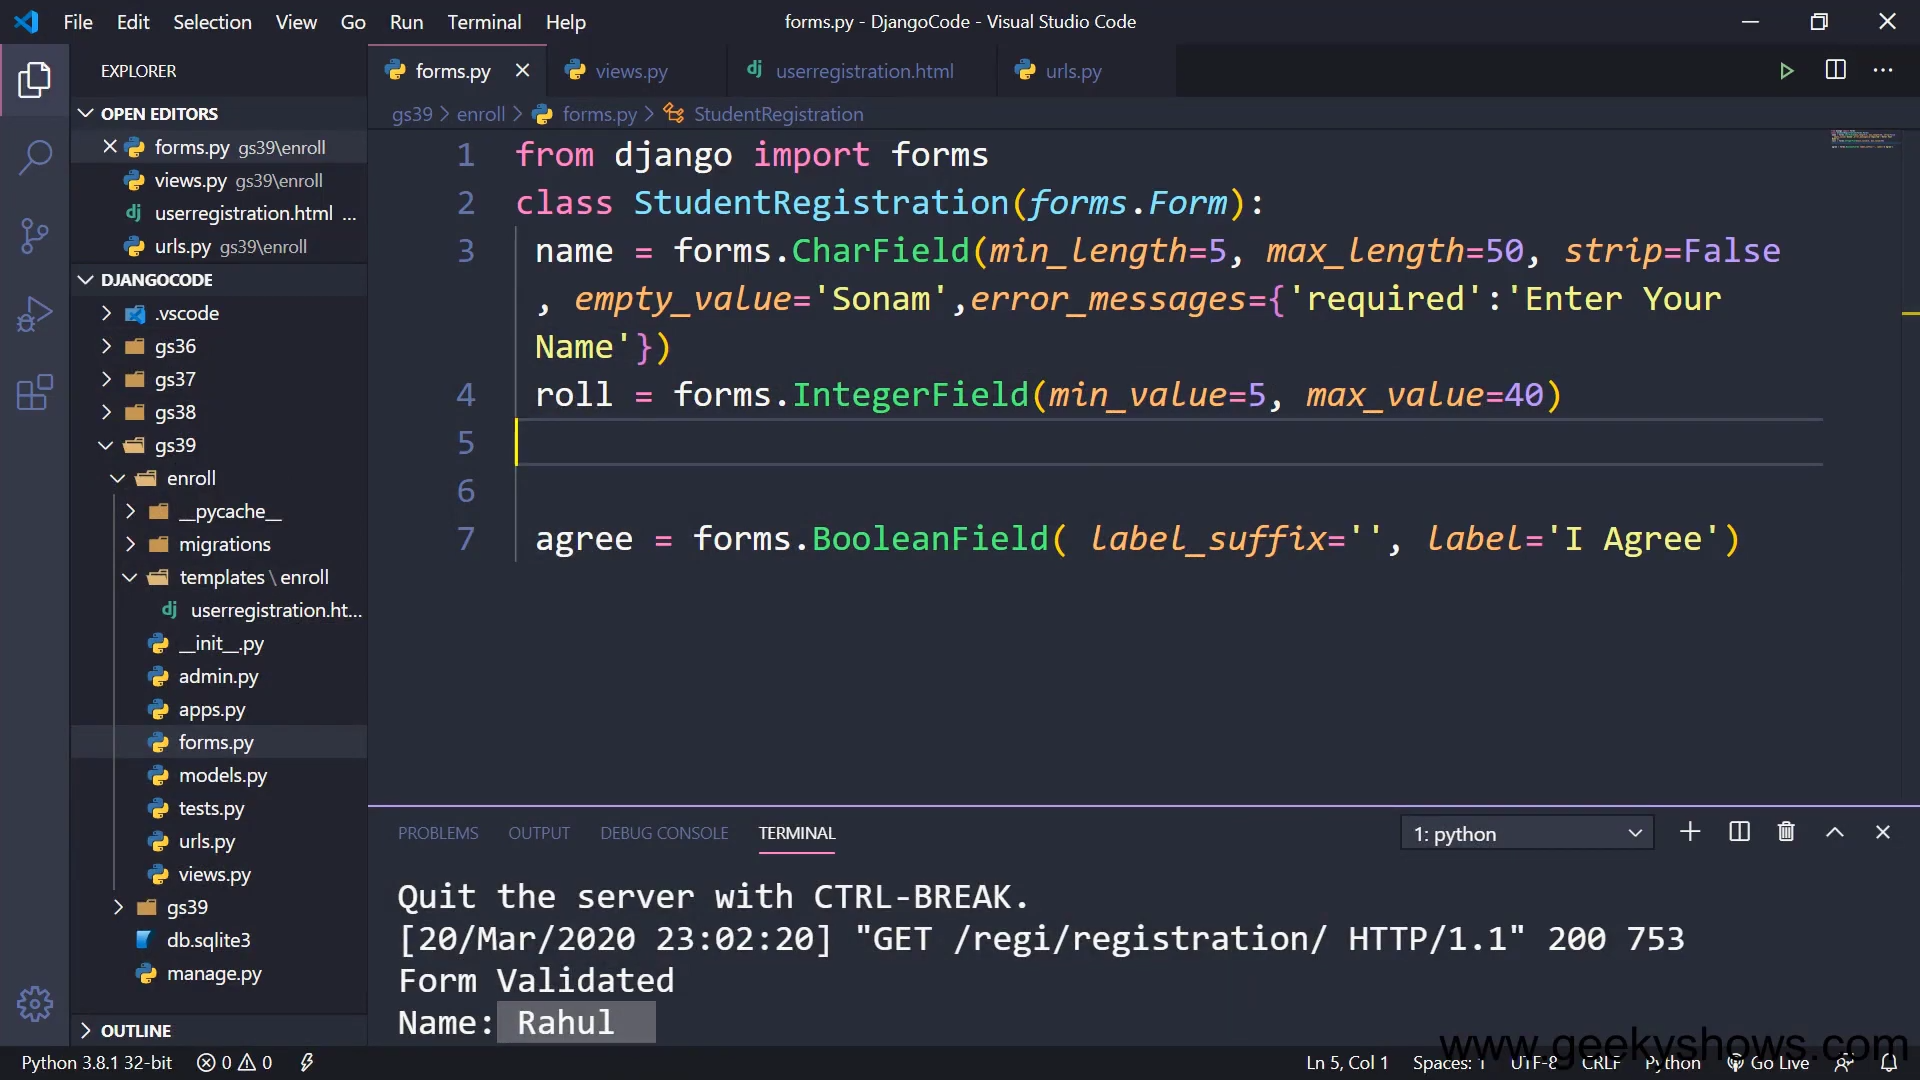 File Edit Selection View Go Run Terminal Help
forms.py - DjangoCode - Visual Studio Code
EXPLORER
OPEN EDITORS
forms.py gs39\enroll
views.py gs39\enroll
userregistration.html ...
urls.py gs39\enroll
DJANGOCODE
.vscode
gs36
gs37
gs38
gs39
enroll
__pycache__
migrations
templates \ enroll
userregistration.ht...
__init__.py
admin.py
apps.py
forms.py
models.py
tests.py
urls.py
views.py
gs39
db.sqlite3
manage.py
OUTLINE
forms.py views.py userregistration.html urls.py
gs39 > enroll > forms.py > StudentRegistration
1 from django import forms
2 class StudentRegistration(forms.Form):
3 name = forms.CharField(min_length=5, max_length=50, strip=False
, empty_value='Sonam',error_messages={'required':'Enter Your
Name'})
4 roll = forms.IntegerField(min_value=5, max_value=40)
5
6
7 agree = forms.BooleanField( label_suffix='', label='I Agree')
PROBLEMS OUTPUT DEBUG CONSOLE TERMINAL
1: python
Quit the server with CTRL-BREAK.
[20/Mar/2020 23:02:20] "GET /regi/registration/ HTTP/1.1" 200 753
Form Validated
Name: Rahul
www.geekyshows.com
Python 3.8.1 32-bit 0 0 Ln 5, Col 1 Spaces: 1 UTF-8 CRLF Python Go Live